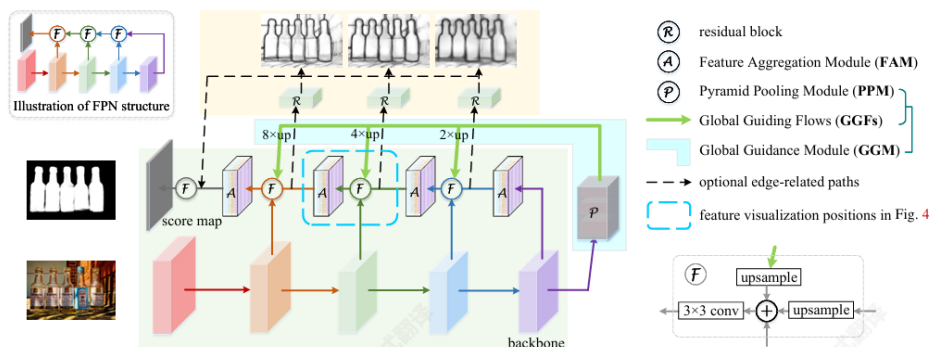 F
F
F
Illustration of FPN structure
R
R
R
8×up
4×up
2×up
F
A
F
A
F
A
F
A
P
score map
backbone
R
residual block
A
Feature Aggregation Module (FAM)
P
Pyramid Pooling Module (PPM)
Global Guiding Flows (GGFs)
Global Guidance Module (GGM)
optional edge-related paths
feature visualization positions in Fig. 4
F
upsample
3×3 conv
+
upsample